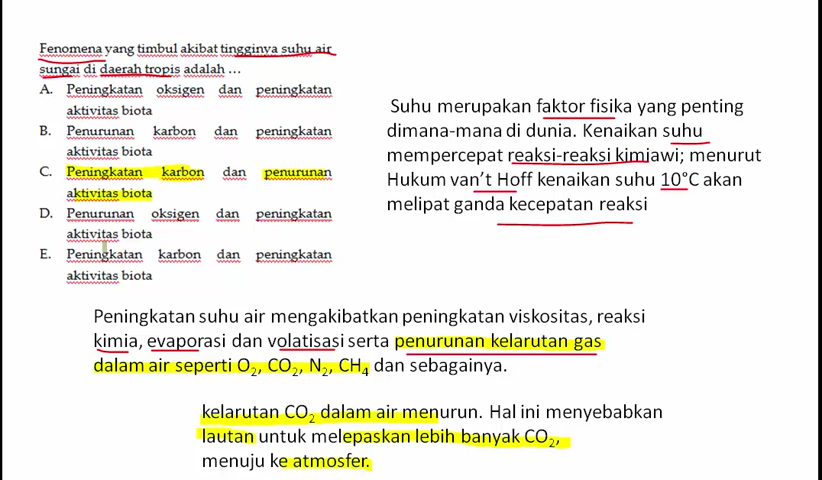 Fenomena yang timbul akibat tingginya suhu air
sungai di daerah tropis adalah ...
A. Peningkatan oksigen dan peningkatan
aktivitas biota
B. Penurunan karbon dan peningkatan
aktivitas biota
C. Peningkatan karbon dan penurunan
aktivitas biota
D. Penurunan oksigen dan peningkatan
aktivitas biota
E. Peningkatan karbon dan peningkatan
aktivitas biota
Suhu merupakan faktor fisika yang penting
dimana-mana di dunia. Kenaikan suhu
mempercepat reaksi-reaksi kimiawi; menurut
Hukum van't Hoff kenaikan suhu 10°C akan
melipat ganda kecepatan reaksi
Peningkatan suhu air mengakibatkan peningkatan viskositas, reaksi
kimia, evaporasi dan volatisasi serta penurunan kelarutan gas
dalam air seperti O₂, CO₂, N₂, CH₄ dan sebagainya.
kelarutan CO₂ dalam air menurun. Hal ini menyebabkan
lautan untuk melepaskan lebih banyak CO₂,
menuju ke atmosfer.